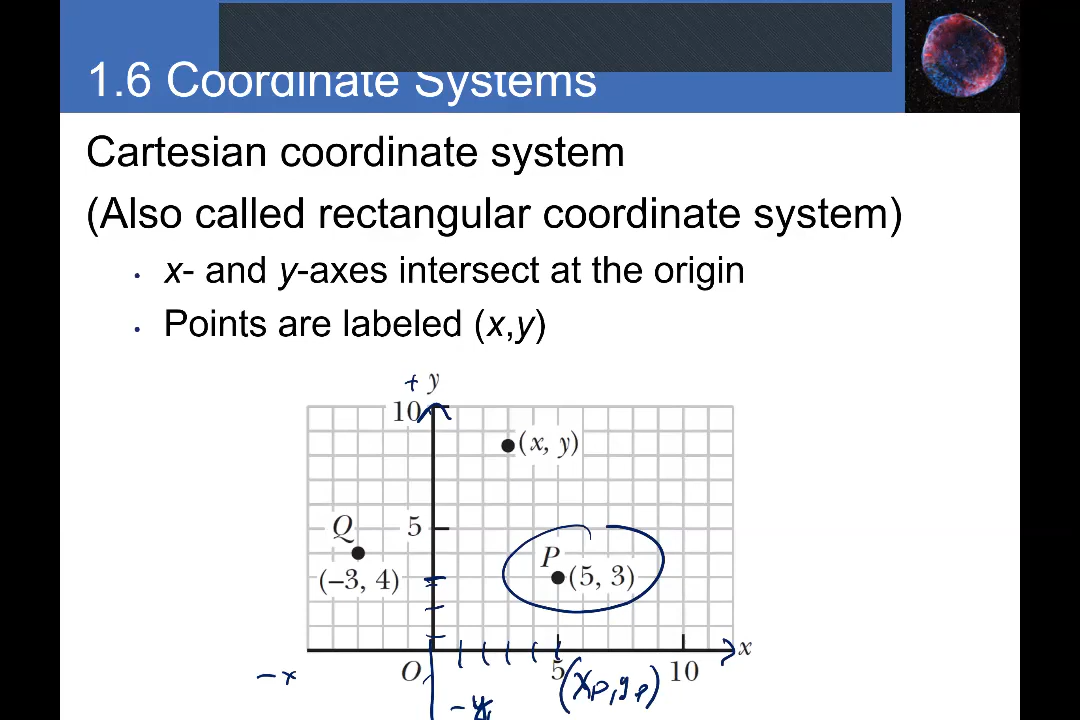 1.6 Coordinate Systems
Cartesian coordinate system
(Also called rectangular coordinate system)
• x- and y-axes intersect at the origin
• Points are labeled (x,y)
+ y
10
(x, y)
Q 5
P
(–3, 4) (5, 3)
x
O 5 10
–x (xP, yP)
–y